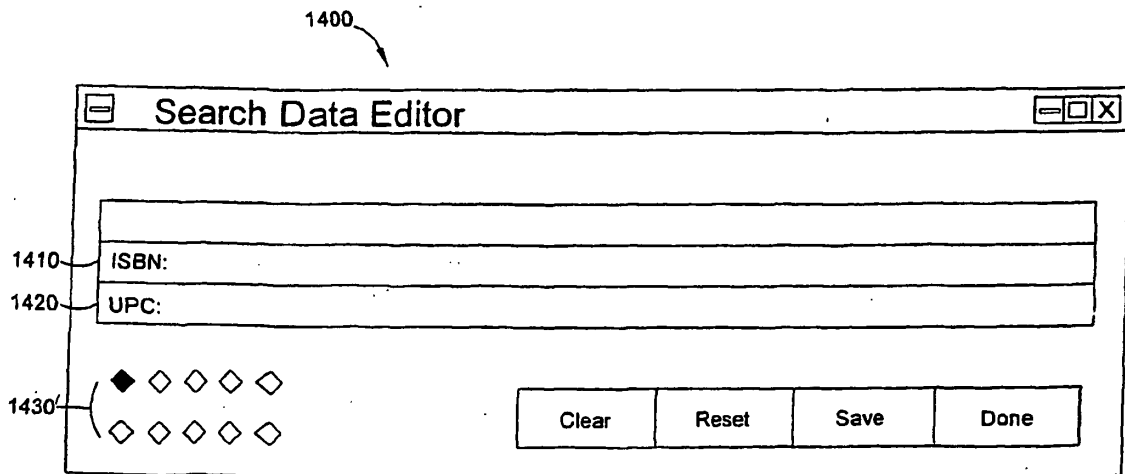 1400
Search Data Editor
1410 ISBN:
1420 UPC:
1430
Clear Reset Save Done